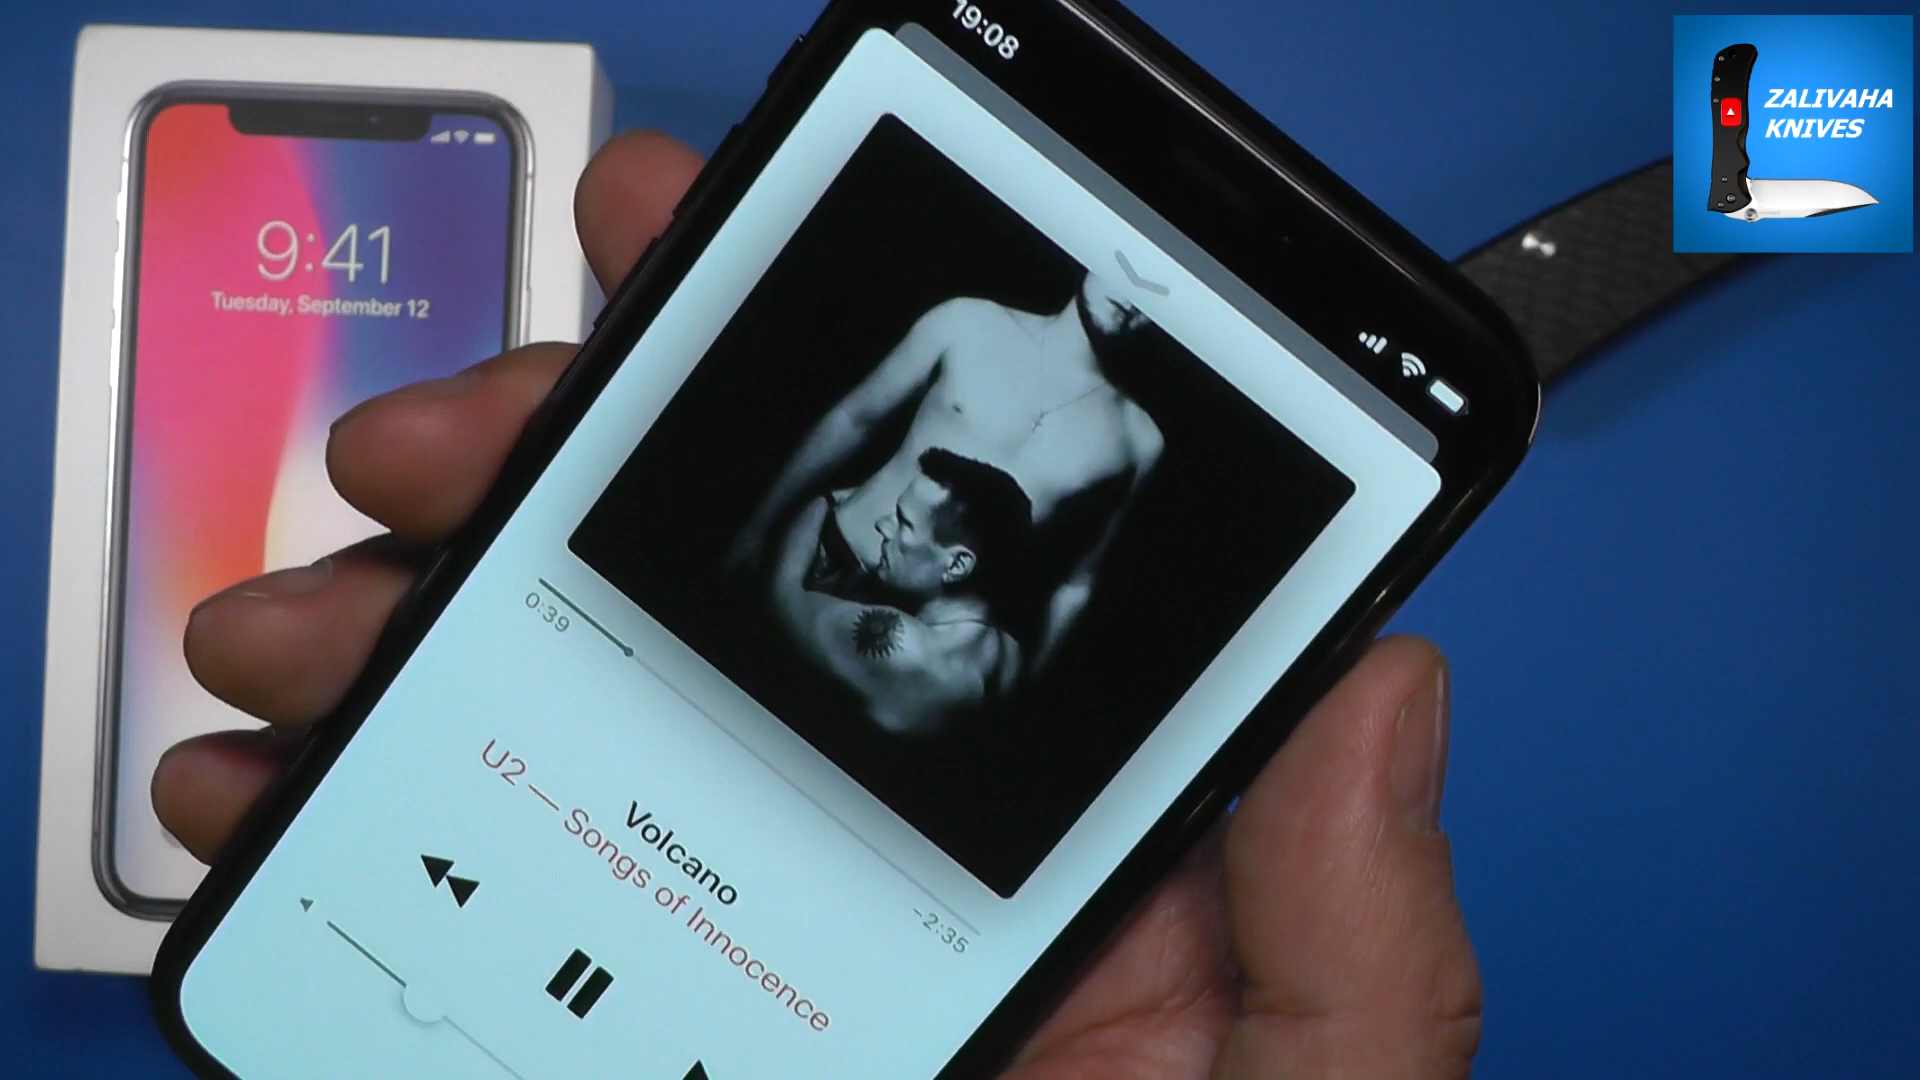 9:41
Tuesday, September 12
19:08
ZALIVAHA
KNIVES
0:39
-2:35
Volcano
U2 — Songs of Innocence